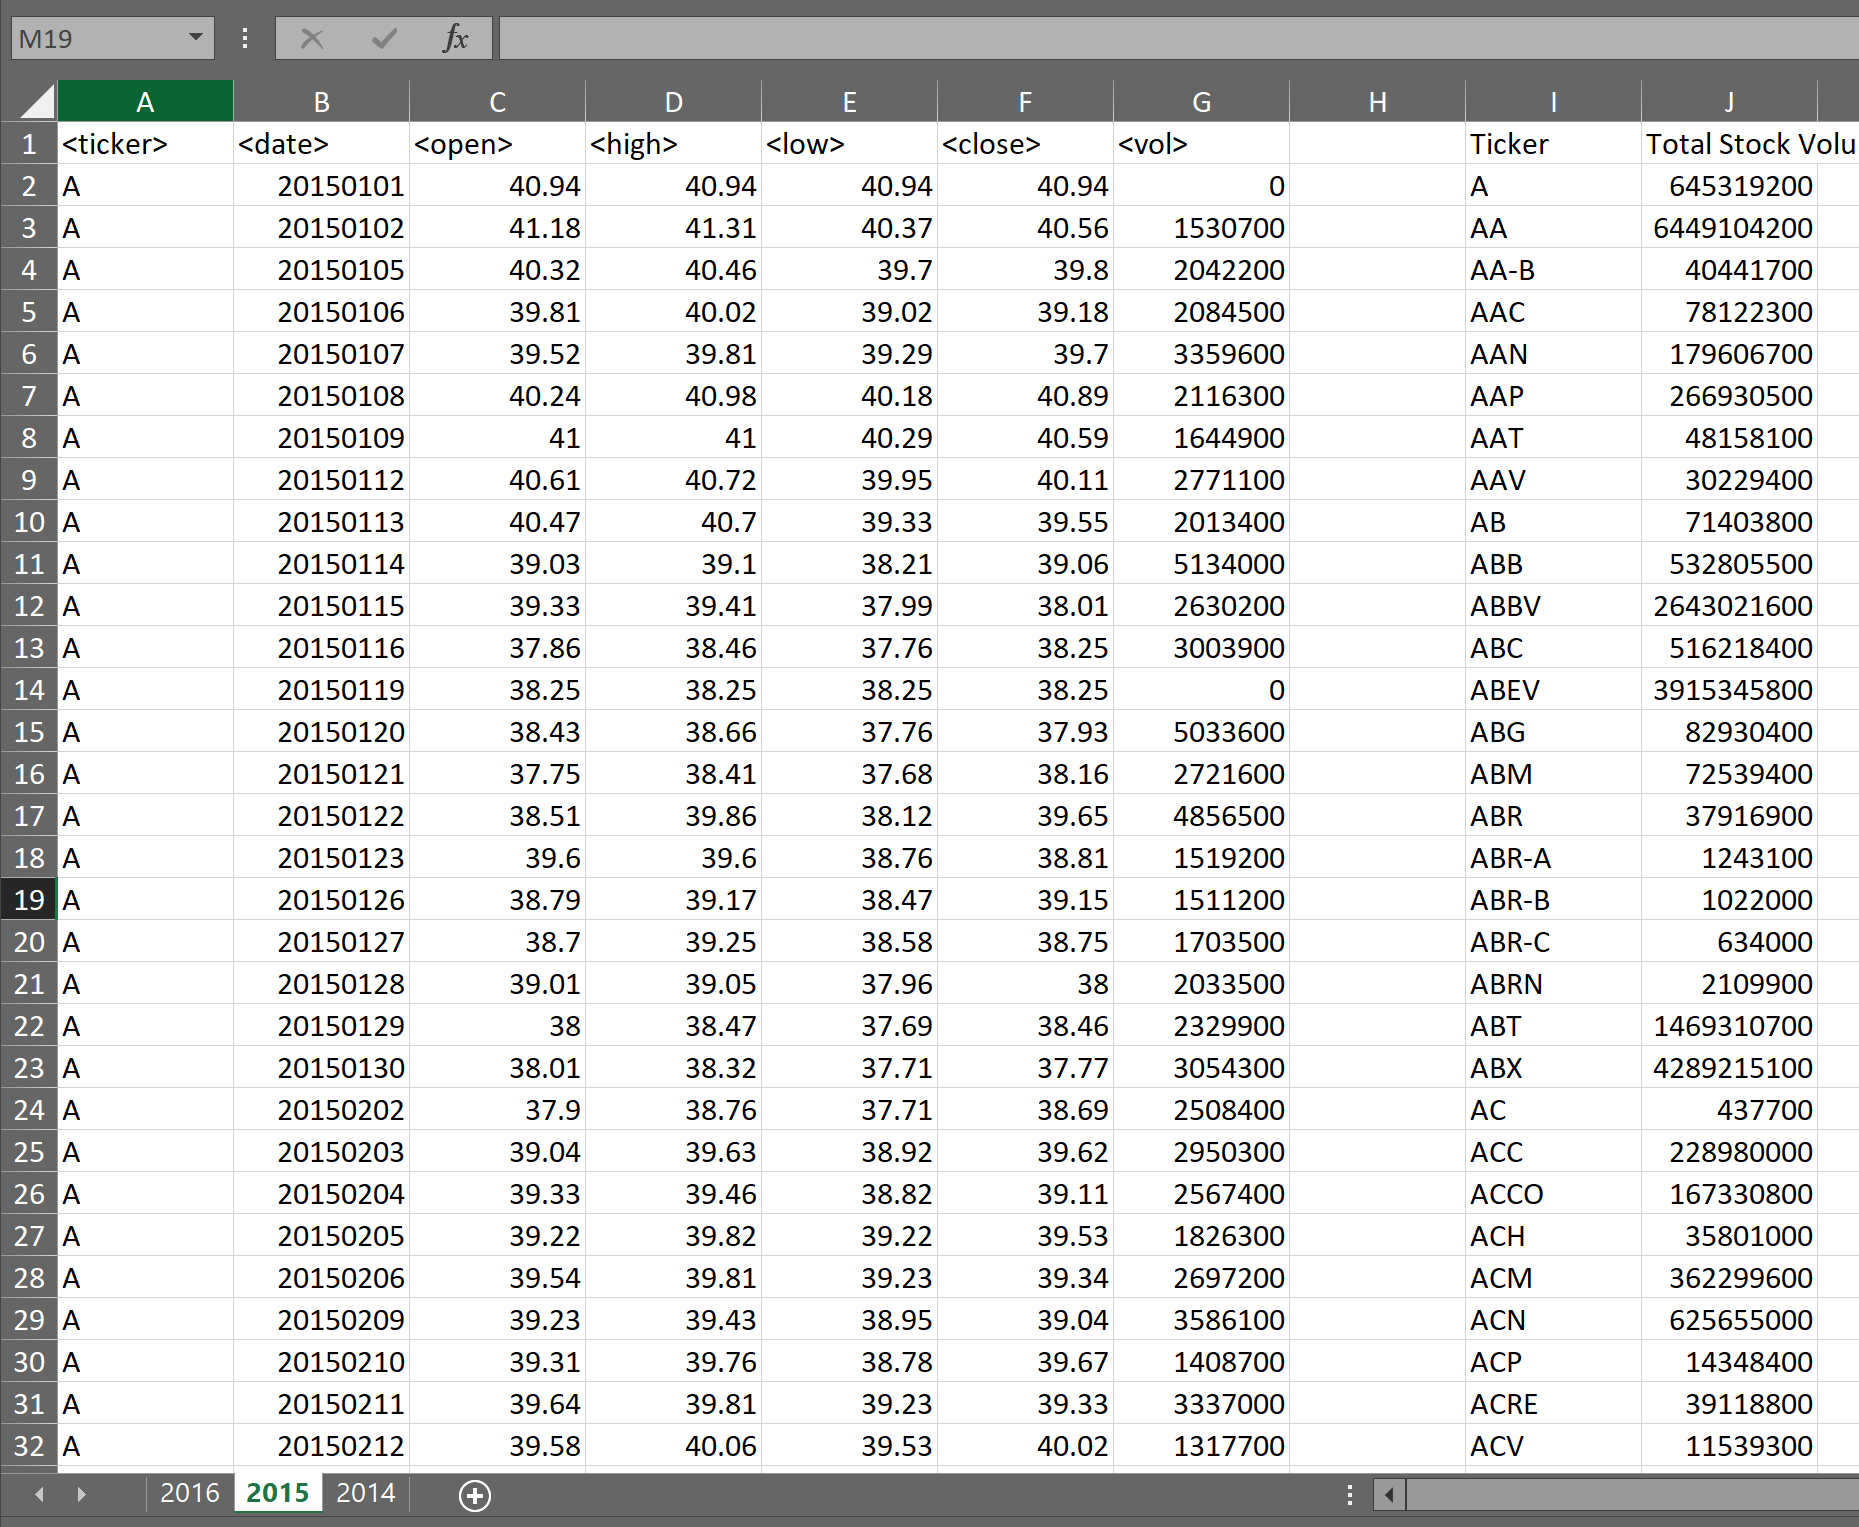 M19 fx
A B C D E F G H I J
1 <ticker> <date> <open> <high> <low> <close> <vol> Ticker Total Stock Volu
2 A 20150101 40.94 40.94 40.94 40.94 0 A 645319200
3 A 20150102 41.18 41.31 40.37 40.56 1530700 AA 6449104200
4 A 20150105 40.32 40.46 39.7 39.8 2042200 AA-B 40441700
5 A 20150106 39.81 40.02 39.02 39.18 2084500 AAC 78122300
6 A 20150107 39.52 39.81 39.29 39.7 3359600 AAN 179606700
7 A 20150108 40.24 40.98 40.18 40.89 2116300 AAP 266930500
8 A 20150109 41 41 40.29 40.59 1644900 AAT 48158100
9 A 20150112 40.61 40.72 39.95 40.11 2771100 AAV 30229400
10 A 20150113 40.47 40.7 39.33 39.55 2013400 AB 71403800
11 A 20150114 39.03 39.1 38.21 39.06 5134000 ABB 532805500
12 A 20150115 39.33 39.41 37.99 38.01 2630200 ABBV 2643021600
13 A 20150116 37.86 38.46 37.76 38.25 3003900 ABC 516218400
14 A 20150119 38.25 38.25 38.25 38.25 0 ABEV 3915345800
15 A 20150120 38.43 38.66 37.76 37.93 5033600 ABG 82930400
16 A 20150121 37.75 38.41 37.68 38.16 2721600 ABM 72539400
17 A 20150122 38.51 39.86 38.12 39.65 4856500 ABR 37916900
18 A 20150123 39.6 39.6 38.76 38.81 1519200 ABR-A 1243100
19 A 20150126 38.79 39.17 38.47 39.15 1511200 ABR-B 1022000
20 A 20150127 38.7 39.25 38.58 38.75 1703500 ABR-C 634000
21 A 20150128 39.01 39.05 37.96 38 2033500 ABRN 2109900
22 A 20150129 38 38.47 37.69 38.46 2329900 ABT 1469310700
23 A 20150130 38.01 38.32 37.71 37.77 3054300 ABX 4289215100
24 A 20150202 37.9 38.76 37.71 38.69 2508400 AC 437700
25 A 20150203 39.04 39.63 38.92 39.62 2950300 ACC 228980000
26 A 20150204 39.33 39.46 38.82 39.11 2567400 ACCO 167330800
27 A 20150205 39.22 39.82 39.22 39.53 1826300 ACH 35801000
28 A 20150206 39.54 39.81 39.23 39.34 2697200 ACM 362299600
29 A 20150209 39.23 39.43 38.95 39.04 3586100 ACN 625655000
30 A 20150210 39.31 39.76 38.78 39.67 1408700 ACP 14348400
31 A 20150211 39.64 39.81 39.23 39.33 3337000 ACRE 39118800
32 A 20150212 39.58 40.06 39.53 40.02 1317700 ACV 11539300
2016 2015 2014